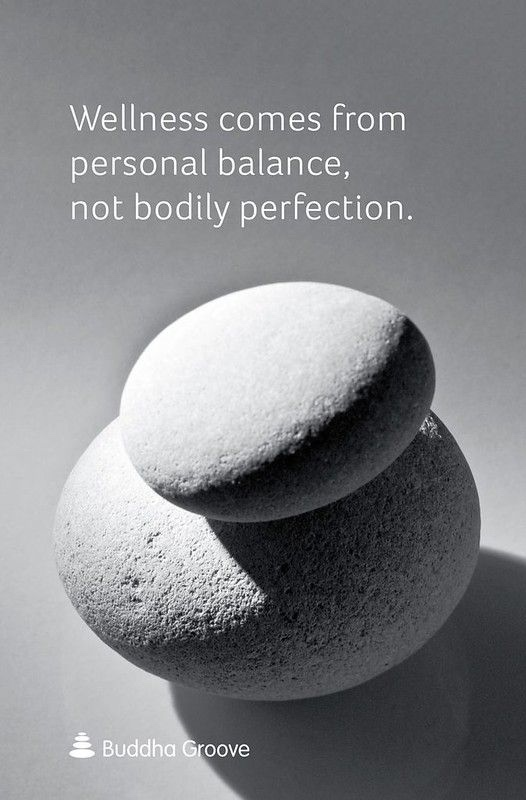 Wellness comes from
personal balance,
not bodily perfection.
Buddha Groove